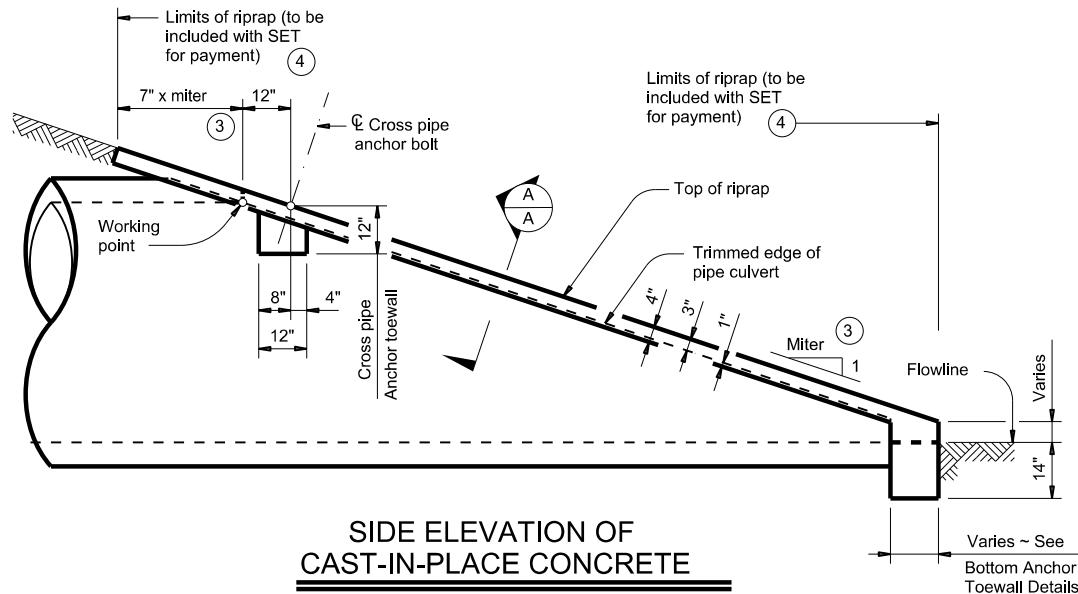 Limits of riprap (to be
included with SET
for payment)
4
7" x miter
12"
3
℄ Cross pipe
anchor bolt
Limits of riprap (to be
included with SET
for payment)
4
A
A
Top of riprap
Working
point
12"
Trimmed edge of
pipe culvert
8"
4"
12"
Cross pipe
Anchor toewall
4"
3"
1"
Miter
3
1
Flowline
Varies
14"
SIDE ELEVATION OF
CAST-IN-PLACE CONCRETE
Varies ~ See
Bottom Anchor
Toewall Details